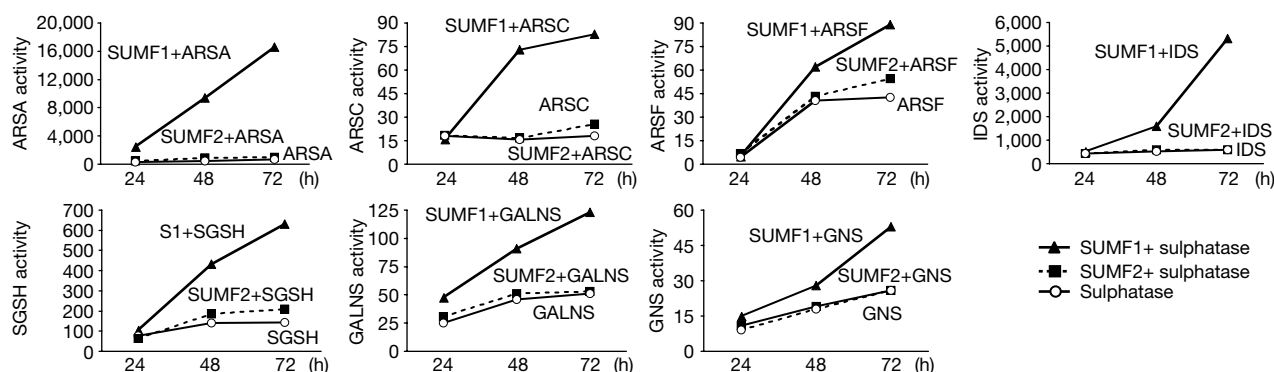 ARSA activity
20,000
16,000
12,000
8,000
4,000
0
SUMF1+ARSA
SUMF2+ARSA
ARSA
24 48 72 (h)
ARSC activity
90
75
60
45
30
15
0
SUMF1+ARSC
ARSC
SUMF2+ARSC
24 48 72 (h)
ARSF activity
90
75
60
45
30
15
0
SUMF1+ARSF
SUMF2+ARSF
ARSF
24 48 72 (h)
IDS activity
6,000
5,000
4,000
3,000
2,000
1,000
0
SUMF1+IDS
SUMF2+IDS
IDS
24 48 72 (h)
SGSH activity
700
600
500
400
300
200
100
0
S1+SGSH
SUMF2+SGSH
SGSH
24 48 72 (h)
GALNS activity
125
100
75
50
25
0
SUMF1+GALNS
SUMF2+GALNS
GALNS
24 48 72 (h)
GNS activity
60
45
30
15
0
SUMF1+GNS
SUMF2+GNS
GNS
24 48 72 (h)
SUMF1+ sulphatase
SUMF2+ sulphatase
Sulphatase